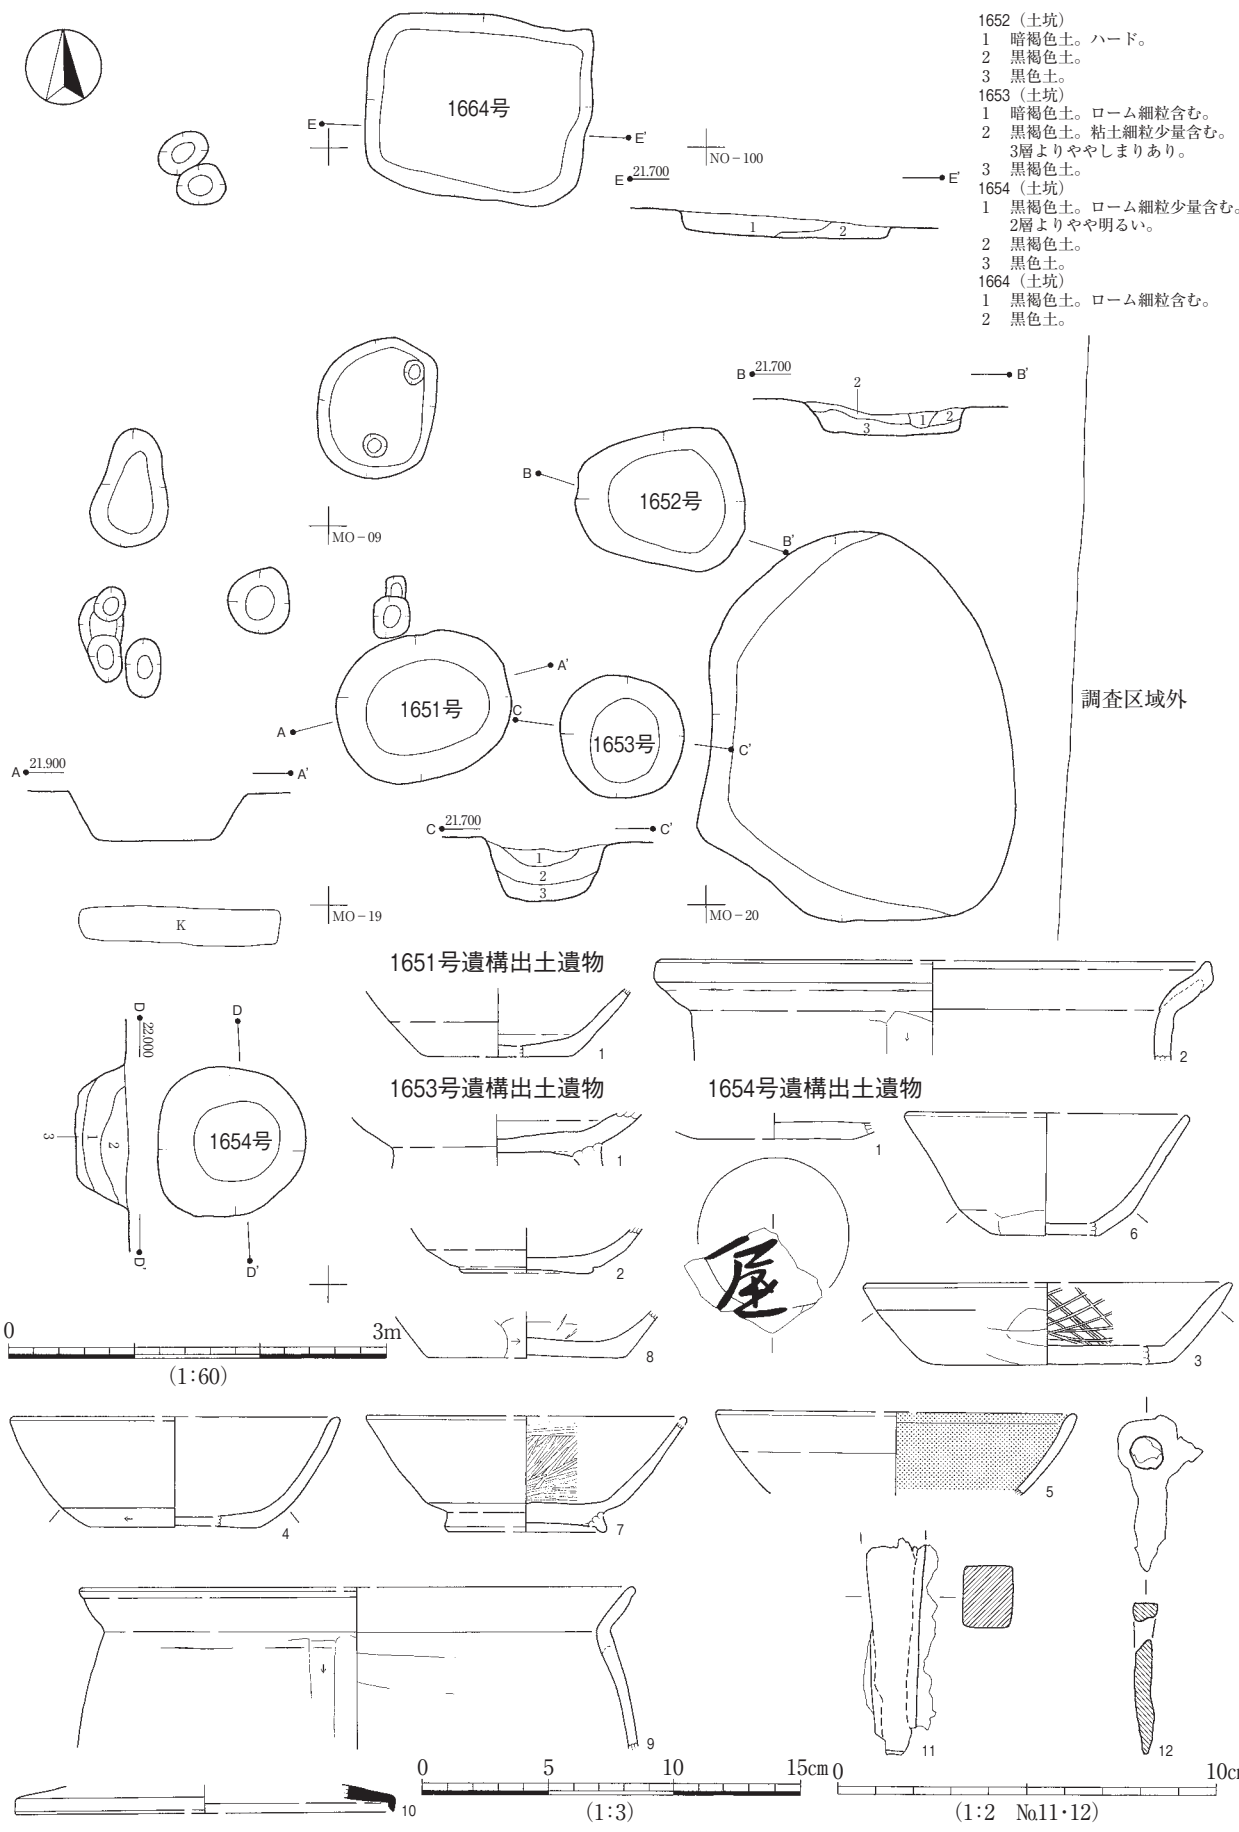 1652（土坑）
1 暗褐色土。ハード。
2 黒褐色土。
3 黒色土。
1653（土坑）
1 暗褐色土。ローム細粒含む。
2 黒褐色土。粘土細粒少量含む。
3層よりややしまりあり。
3 黒褐色土。
1654（土坑）
1 黒褐色土。ローム細粒少量含む。
2層よりやや明るい。
2 黒褐色土。
3 黒色土。
1664（土坑）
1 黒褐色土。ローム細粒含む。
2 黒色土。
1664号
E E'
NO-100
E 21.700 E'
1 2
B 21.700 B'
2
3 1 2
B
1652号
B'
MO-09
A'
1651号
A
C
1653号
C'
調査区域外
A 21.900 A'
C 21.700 C'
1
2
3
K
MO-19
MO-20
1651号遺構出土遺物
1
2
D 22.000
D
3 1 2
1654号
D'
D'
1653号遺構出土遺物
1
2
8
1654号遺構出土遺物
1
屋
6
3
0 3m
(1:60)
4
7
5
9
11
12
10
0 5 10 15cm
(1:3)
0 10cm
(1:2 No.11・12)